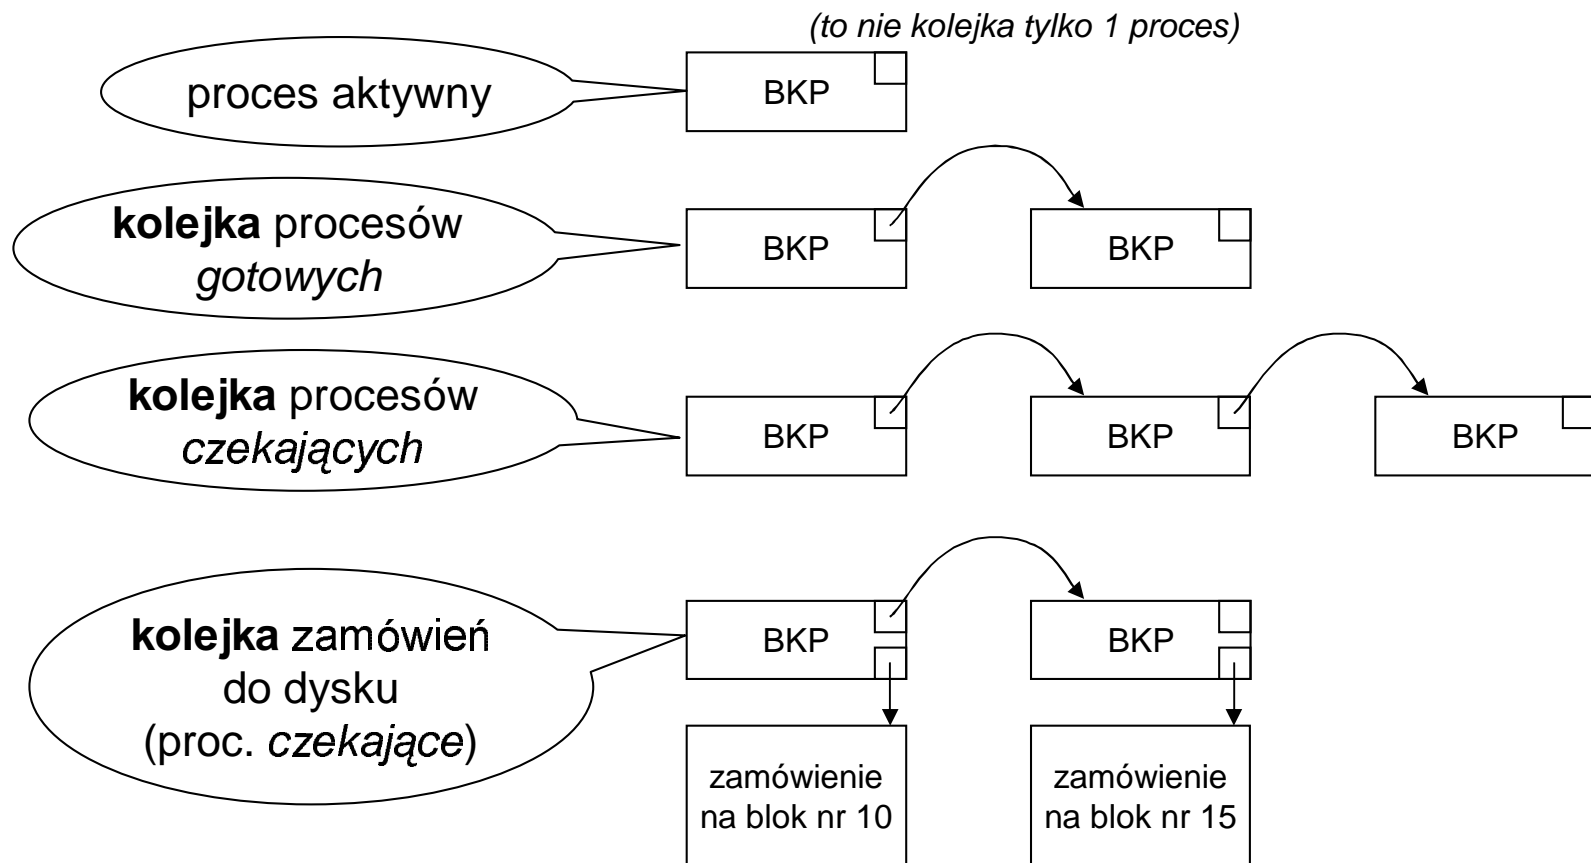 (to nie kolejka tylko 1 proces)
proces aktywny
BKP
kolejka procesów
gotowych
BKP
BKP
kolejka procesów
czekających
BKP
BKP
BKP
kolejka zamówień
do dysku
(proc. czekające)
BKP
BKP
zamówienie
na blok nr 10
zamówienie
na blok nr 15